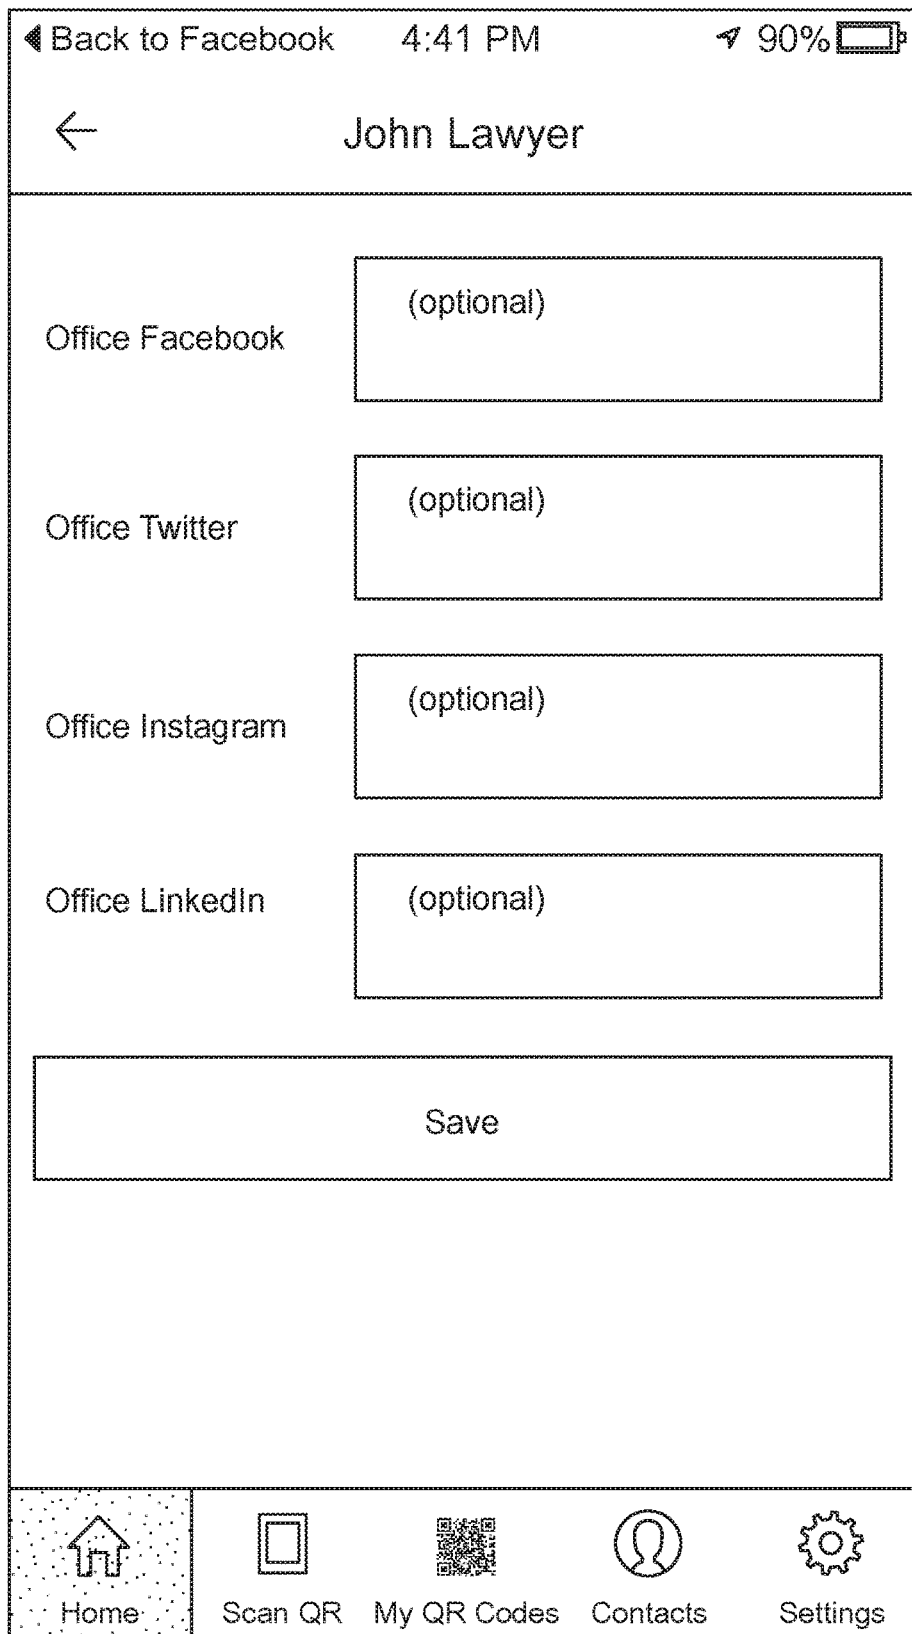 Back to Facebook 4:41 PM 90%
John Lawyer
Office Facebook (optional)
Office Twitter (optional)
Office Instagram (optional)
Office LinkedIn (optional)
Save
Home Scan QR My QR Codes Contacts Settings